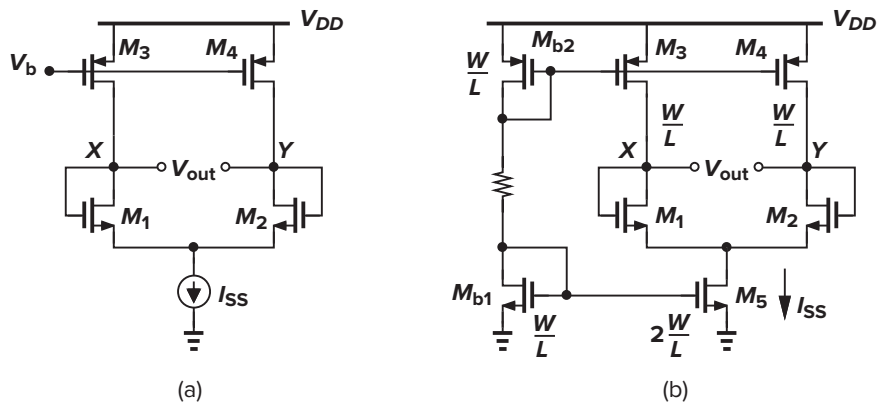 V_DD
M_3
M_4
V_b
X
Y
V_out
M_1
M_2
I_SS
(a)
V_DD
M_b2
M_3
M_4
W/L
W/L
W/L
X
Y
V_out
M_1
M_2
M_b1
M_5
I_SS
W/L
2 W/L
(b)